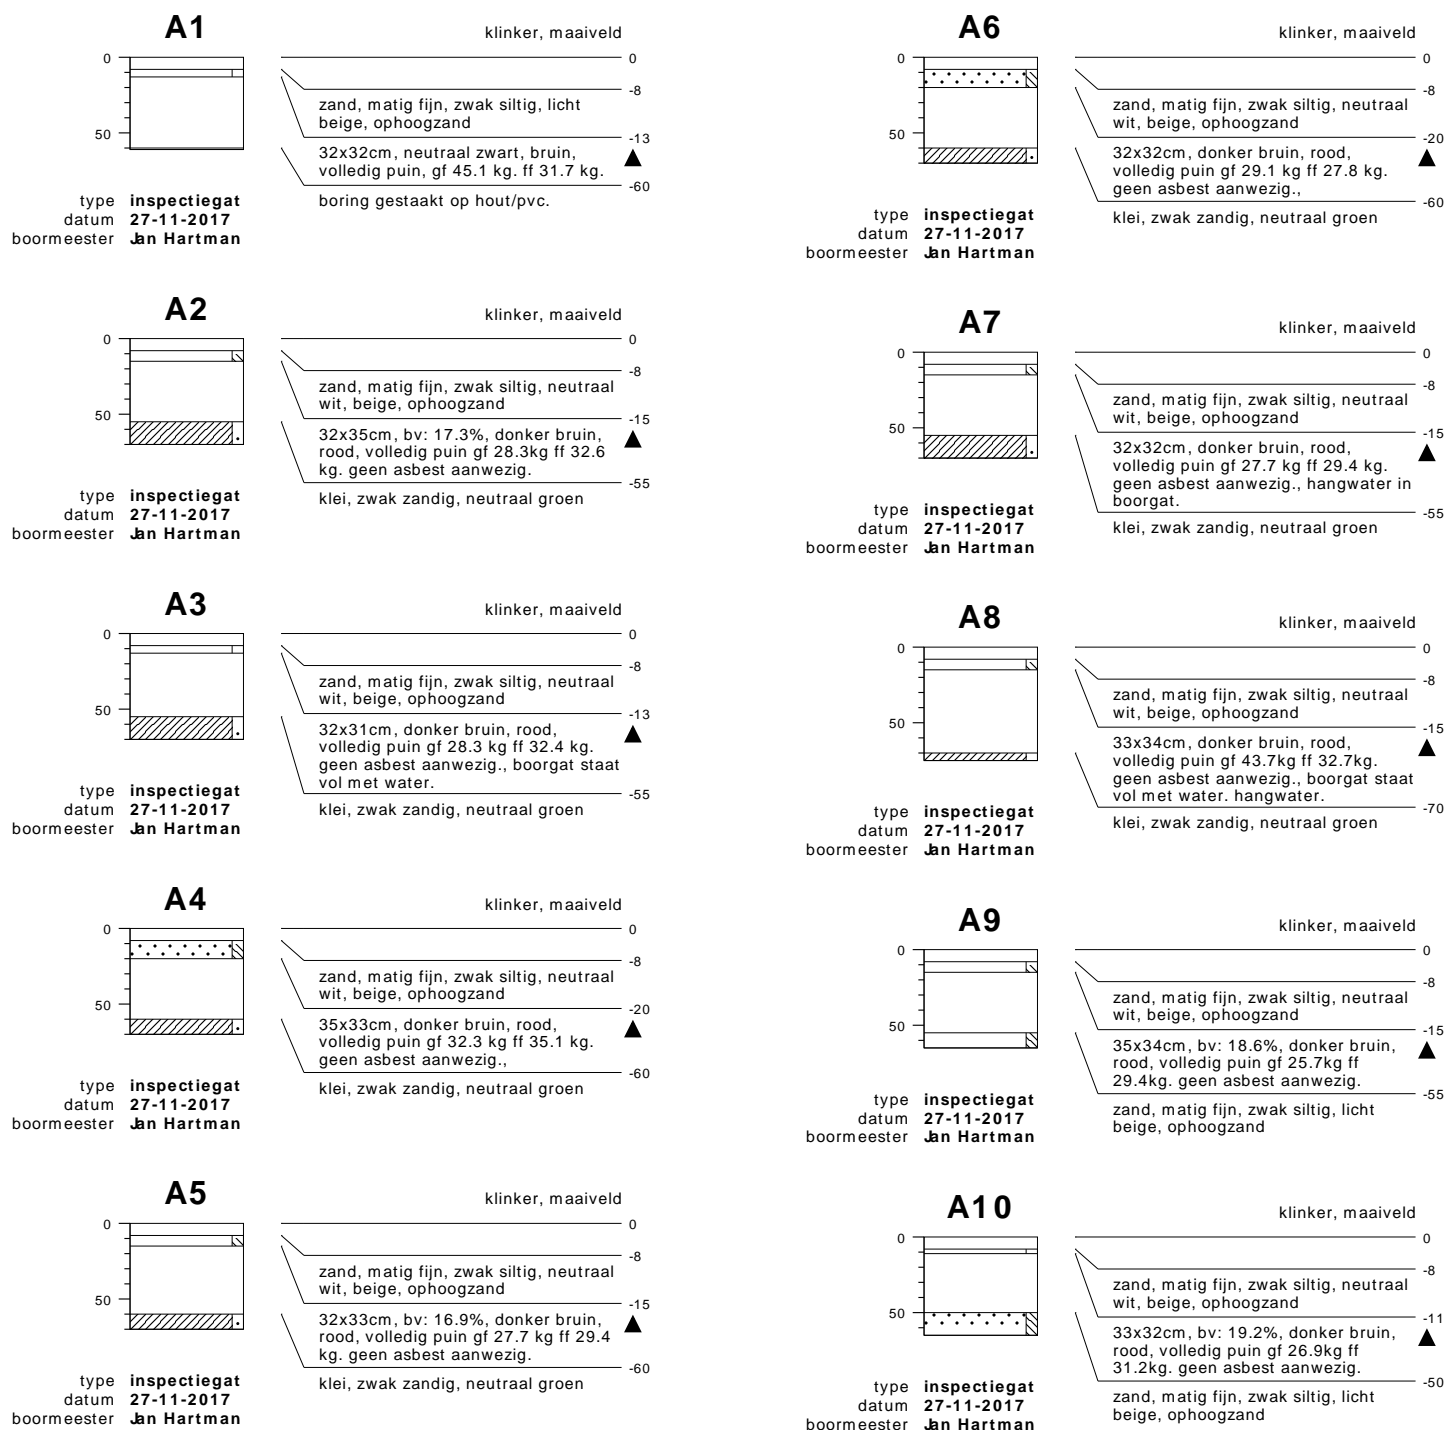 A1
klinker, maaiveld
0
0
-8
zand, matig fijn, zwak siltig, licht
beige, ophoogzand
50
-13
32x32cm, neutraal zwart, bruin,
volledig puin, gf 45.1 kg. ff 31.7 kg.
-60
boring gestaakt op hout/pvc.
type inspectiegat
datum 27-11-2017
boormeester Jan Hartman
A2
klinker, maaiveld
0
0
-8
zand, matig fijn, zwak siltig, neutraal
wit, beige, ophoogzand
50
-15
32x35cm, bv: 17.3%, donker bruin,
rood, volledig puin gf 28.3kg ff 32.6
kg. geen asbest aanwezig.
-55
klei, zwak zandig, neutraal groen
type inspectiegat
datum 27-11-2017
boormeester Jan Hartman
A3
klinker, maaiveld
0
0
-8
zand, matig fijn, zwak siltig, neutraal
wit, beige, ophoogzand
50
-13
32x31cm, donker bruin, rood,
volledig puin gf 28.3 kg ff 32.4 kg.
geen asbest aanwezig., boorgat staat
vol met water.
-55
klei, zwak zandig, neutraal groen
type inspectiegat
datum 27-11-2017
boormeester Jan Hartman
A4
klinker, maaiveld
0
0
-8
zand, matig fijn, zwak siltig, neutraal
wit, beige, ophoogzand
50
-20
35x33cm, donker bruin, rood,
volledig puin gf 32.3 kg ff 35.1 kg.
geen asbest aanwezig.,
-60
klei, zwak zandig, neutraal groen
type inspectiegat
datum 27-11-2017
boormeester Jan Hartman
A5
klinker, maaiveld
0
0
-8
zand, matig fijn, zwak siltig, neutraal
wit, beige, ophoogzand
50
-15
32x33cm, bv: 16.9%, donker bruin,
rood, volledig puin gf 27.7 kg ff 29.4
kg. geen asbest aanwezig.
-60
klei, zwak zandig, neutraal groen
type inspectiegat
datum 27-11-2017
boormeester Jan Hartman
A6
klinker, maaiveld
0
0
-8
zand, matig fijn, zwak siltig, neutraal
wit, beige, ophoogzand
50
-20
32x32cm, donker bruin, rood,
volledig puin gf 29.1 kg ff 27.8 kg.
geen asbest aanwezig.,
-60
klei, zwak zandig, neutraal groen
type inspectiegat
datum 27-11-2017
boormeester Jan Hartman
A7
klinker, maaiveld
0
0
-8
zand, matig fijn, zwak siltig, neutraal
wit, beige, ophoogzand
50
-15
32x32cm, donker bruin, rood,
volledig puin gf 27.7 kg ff 29.4 kg.
geen asbest aanwezig., hangwater in
boorgat.
-55
klei, zwak zandig, neutraal groen
type inspectiegat
datum 27-11-2017
boormeester Jan Hartman
A8
klinker, maaiveld
0
0
-8
zand, matig fijn, zwak siltig, neutraal
wit, beige, ophoogzand
50
-15
33x34cm, donker bruin, rood,
volledig puin gf 43.7kg ff 32.7kg.
geen asbest aanwezig., boorgat staat
vol met water. hangwater.
-70
klei, zwak zandig, neutraal groen
type inspectiegat
datum 27-11-2017
boormeester Jan Hartman
A9
klinker, maaiveld
0
0
-8
zand, matig fijn, zwak siltig, neutraal
wit, beige, ophoogzand
50
-15
35x34cm, bv: 18.6%, donker bruin,
rood, volledig puin gf 25.7kg ff
29.4kg. geen asbest aanwezig.
-55
zand, matig fijn, zwak siltig, licht
beige, ophoogzand
type inspectiegat
datum 27-11-2017
boormeester Jan Hartman
A10
klinker, maaiveld
0
0
-8
zand, matig fijn, zwak siltig, neutraal
wit, beige, ophoogzand
50
-11
33x32cm, bv: 19.2%, donker bruin,
rood, volledig puin gf 26.9kg ff
31.2kg. geen asbest aanwezig.
-50
zand, matig fijn, zwak siltig, licht
beige, ophoogzand
type inspectiegat
datum 27-11-2017
boormeester Jan Hartman